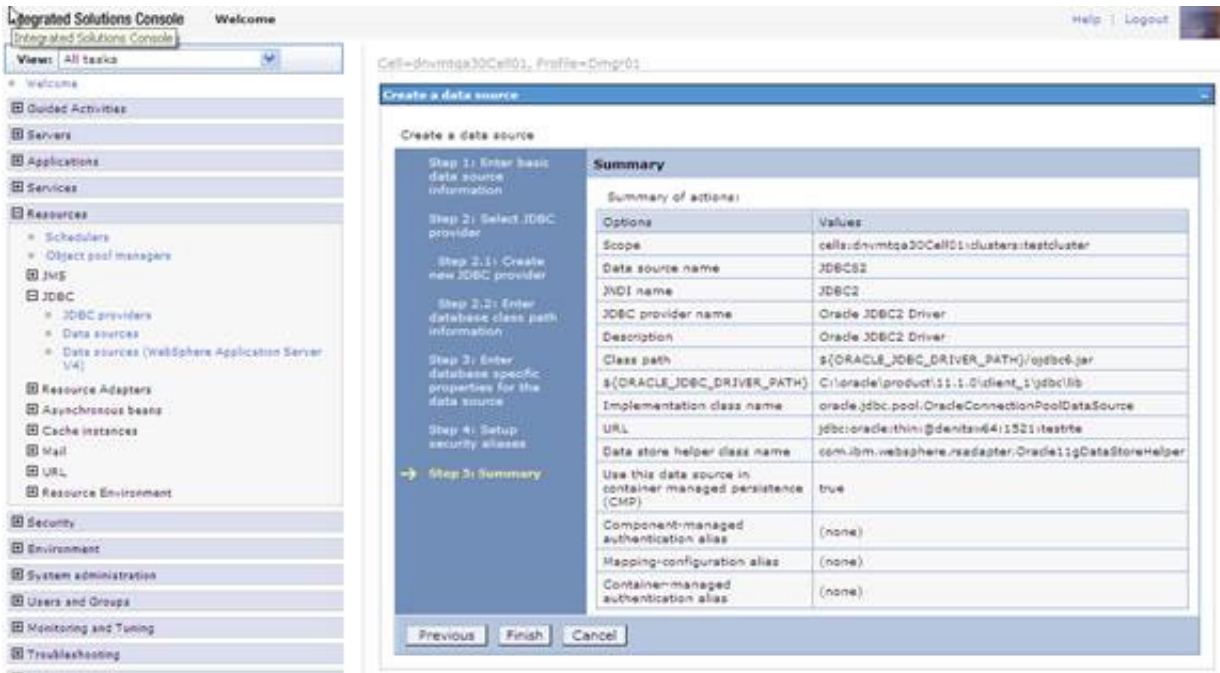 Integrated Solutions Console Welcome Help | Logout
Integrated Solutions Console
View: All tasks
Welcome
Guided Activities
Servers
Applications
Services
Resources
Schedulers
Object pool managers
JMS
JDBC
JDBC providers
Data sources
Data sources (WebSphere Application Server
V4)
Resource Adapters
Asynchronous beans
Cache instances
Mail
URL
Resource Environment
Security
Environment
System administration
Users and Groups
Monitoring and Tuning
Troubleshooting
Cell=dnvmtqa30Cell01, Profile=Dmgr01
Create a data source
Create a data source
Step 1: Enter basic
data source
information
Step 2: Select JDBC
provider
Step 2.1: Create
new JDBC provider
Step 2.2: Enter
database class path
information
Step 3: Enter
database specific
properties for the
data source
Step 4: Setup
security aliases
Step 5: Summary
Summary
Summary of actions:
Options Values
Scope cells:dnvmtqa30Cell01:clusters:testcluster
Data source name JDBCS2
JNDI name JDBC2
JDBC provider name Oracle JDBC2 Driver
Description Oracle JDBC2 Driver
Class path ${ORACLE_JDBC_DRIVER_PATH}/ojdbc6.jar
${ORACLE_JDBC_DRIVER_PATH} C:\oracle\product\11.1.0\client_1\jdbc\lib
Implementation class name oracle.jdbc.pool.OracleConnectionPoolDataSource
URL jdbc:oracle:thin:@denitsw64:1521:testrte
Data store helper class name com.ibm.websphere.rsadapter.Oracle11gDataStoreHelper
Use this data source in
container managed persistence true
(CMP)
Component-managed
authentication alias (none)
Mapping-configuration alias (none)
Container-managed
authentication alias (none)
Previous Finish Cancel